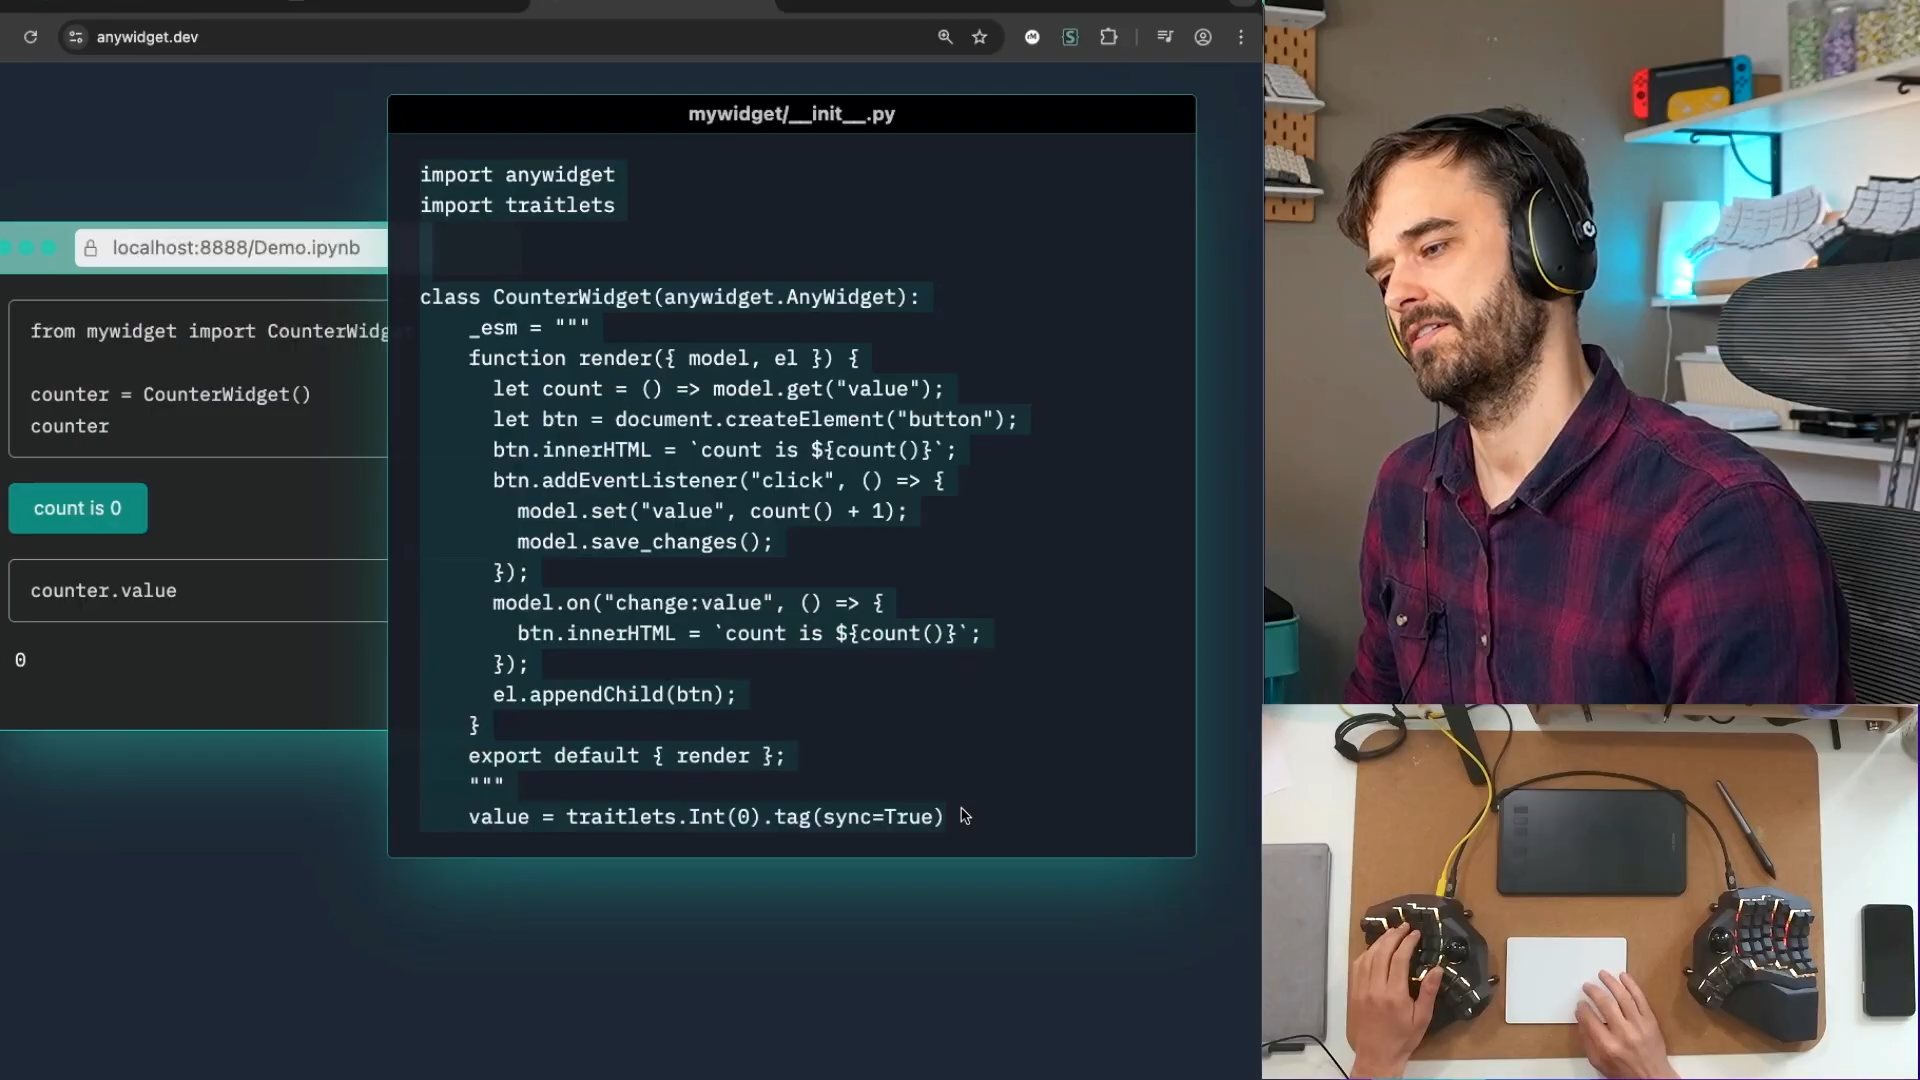 anywidget.dev
localhost:8888/Demo.ipynb
from mywidget import CounterWidget
counter = CounterWidget()
counter
count is 0
counter.value
0
mywidget/__init__.py
import anywidget
import traitlets
class CounterWidget(anywidget.AnyWidget):
    _esm = """
    function render({ model, el }) {
      let count = () => model.get("value");
      let btn = document.createElement("button");
      btn.innerHTML = `count is ${count()}`;
      btn.addEventListener("click", () => {
        model.set("value", count() + 1);
        model.save_changes();
      });
      model.on("change:value", () => {
        btn.innerHTML = `count is ${count()}`;
      });
      el.appendChild(btn);
    }
    export default { render };
    """
    value = traitlets.Int(0).tag(sync=True)